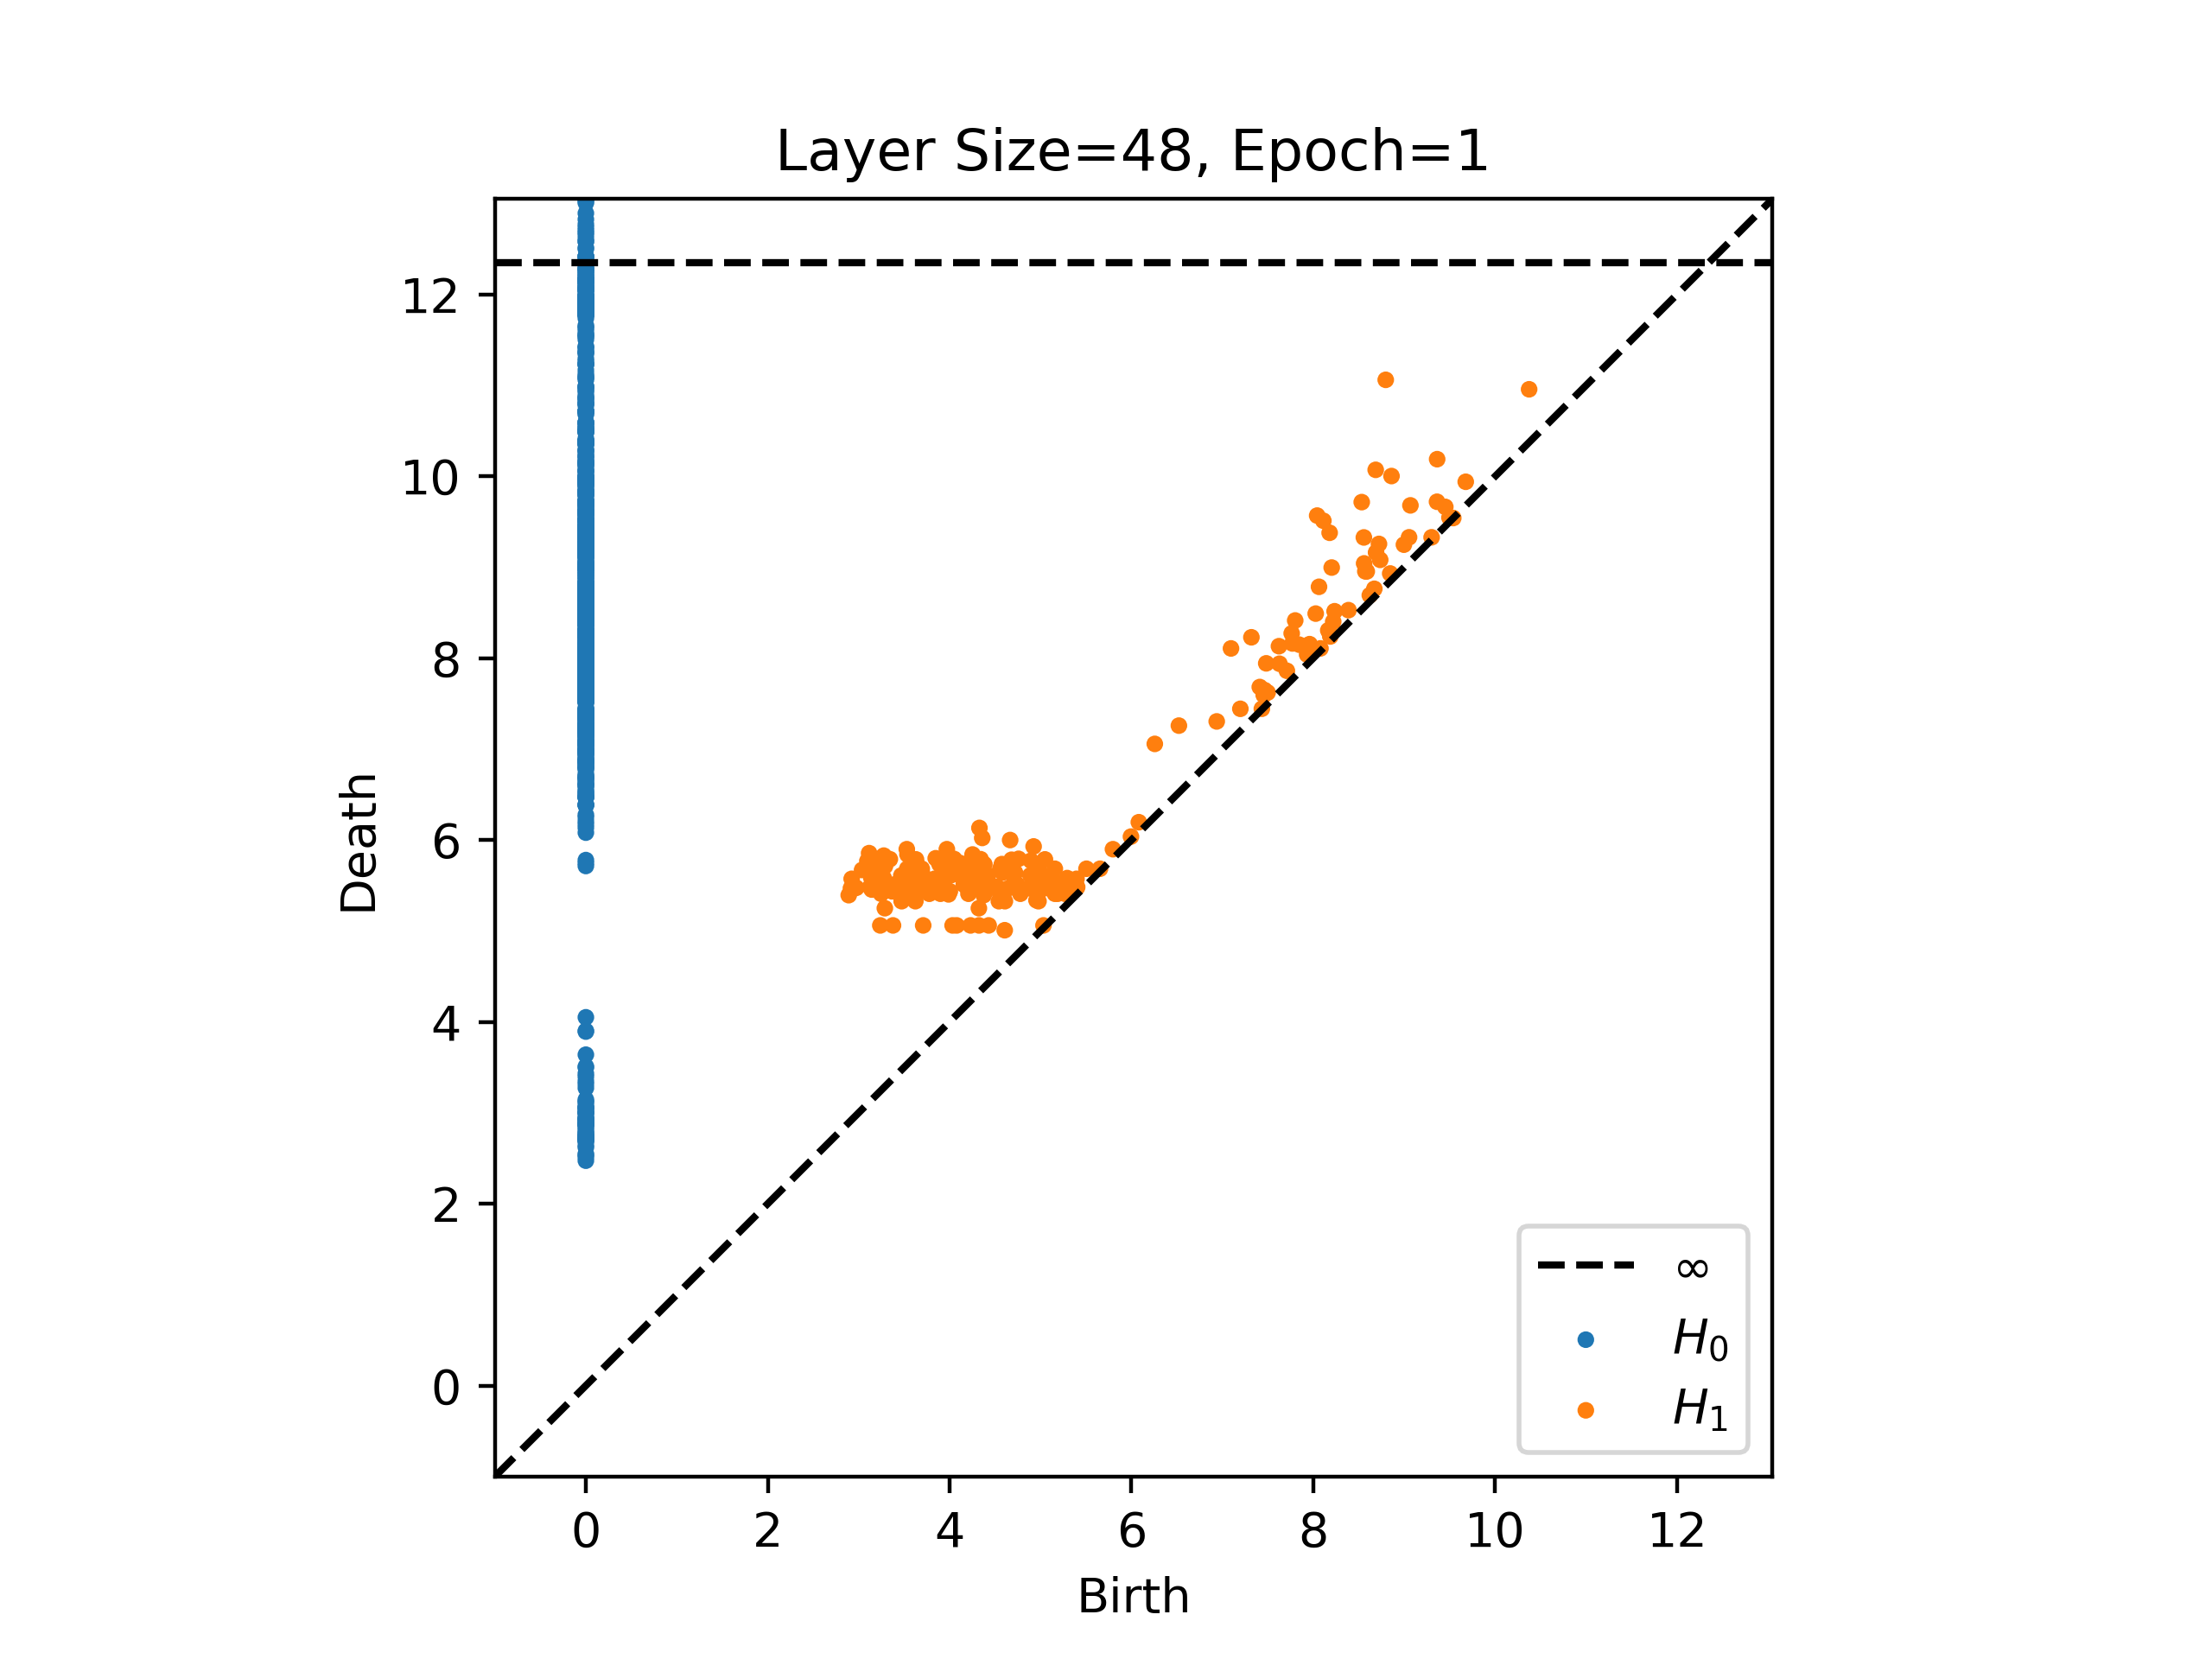 Layer Size=48, Epoch=1
12
10
8
6
4
2
0
Death
0 2 4 6 8 10 12
Birth
∞
H₀
H₁